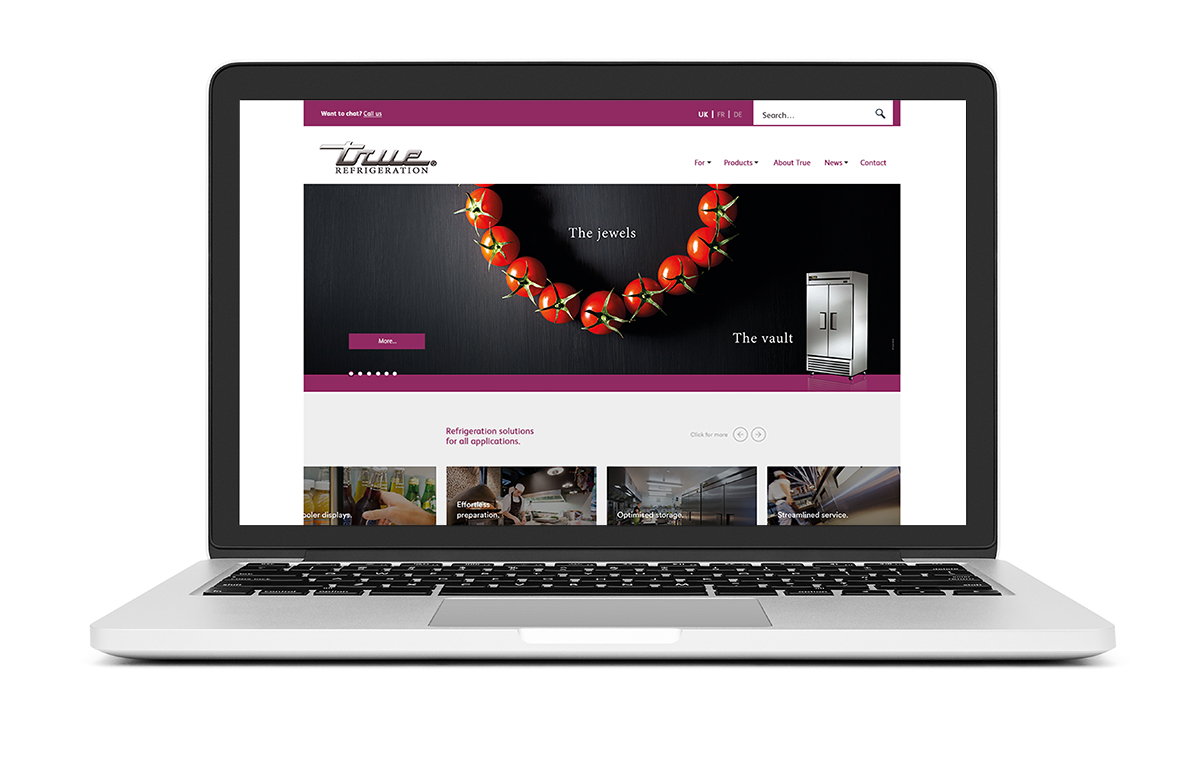 Want to chat? Call us
UK | FR | DE
Search...
true®
REFRIGERATION
For
Products
About True
News
Contact
The jewels
The vault
More...
Refrigeration solutions
for all applications.
Click for more
ooler displays.
Effortless
preparation.
Optimised storage.
Streamlined service.
control
option